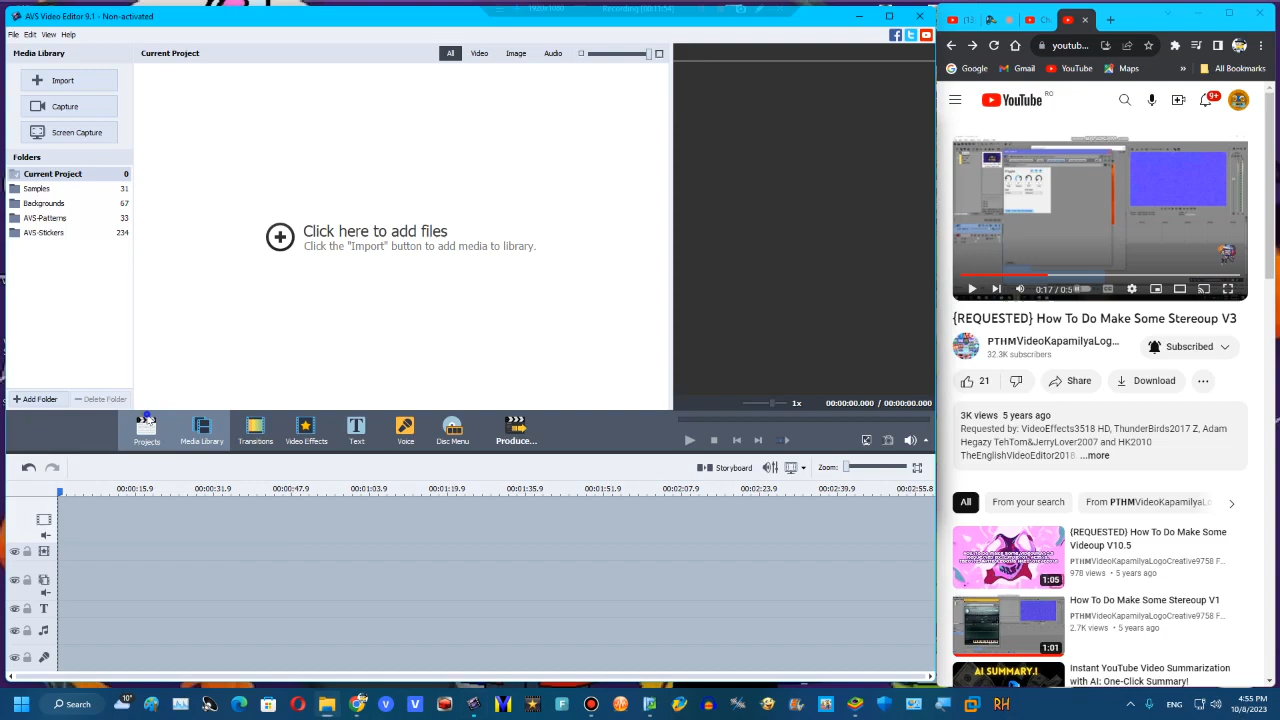 AVS Video Editor 9.1 - Non-activated
1920x1080
Recording [00:11:54]
File Edit View Help
Media Library
Current Project
All Video Image Audio
Import
Capture
Screen Capture
Folders
Current Project 0
Samples 31
Backgrounds 67
AVS-Patterns 33
AVS-Stickers 234
Click here to add files
Click the "Import" button to add media to library.
Add Folder Delete Folder
1x 00:00:00.000 / 00:00:00.000
Projects Media Library Transitions Video Effects Text Voice Disc Menu Produce...
Storyboard Zoom:
00:00:15.9 00:00:31.9 00:00:47.9 00:01:03.9 00:01:19.9 00:01:35.9 00:01:51.9 00:02:07.9 00:02:23.9 00:02:39.9 00:02:55.8
youtub...
Google Gmail YouTube Maps » All Bookmarks
YouTube RO
9+
0:17 / 0:5
{REQUESTED} How To Do Make Some Stereoup V3
PTHMVideoKapamilyaLog...
32.3K subscribers
Subscribed
21 Share Download
3K views 5 years ago
Requested by: VideoEffects3518 HD, ThunderBirds2017 Z, Adam
Hegazy TehTom&JerryLover2007 and HK2010
TheEnglishVideoEditor2018 ...more
All From your search From PTHMVideoKapamilyaLo
{REQUESTED} How To Do Make Some
Videoup V10.5
PTHMVideoKapamilyaLogoCreative9758 F...
978 views • 5 years ago
1:05
How To Do Make Some Stereoup V1
PTHMVideoKapamilyaLogoCreative9758 F...
2.7K views • 5 years ago
1:01
AI SUMMARY.!
Instant YouTube Video Summarization
with AI: One-Click Summary!
Search
10°
ENG
4:55 PM
10/8/2023